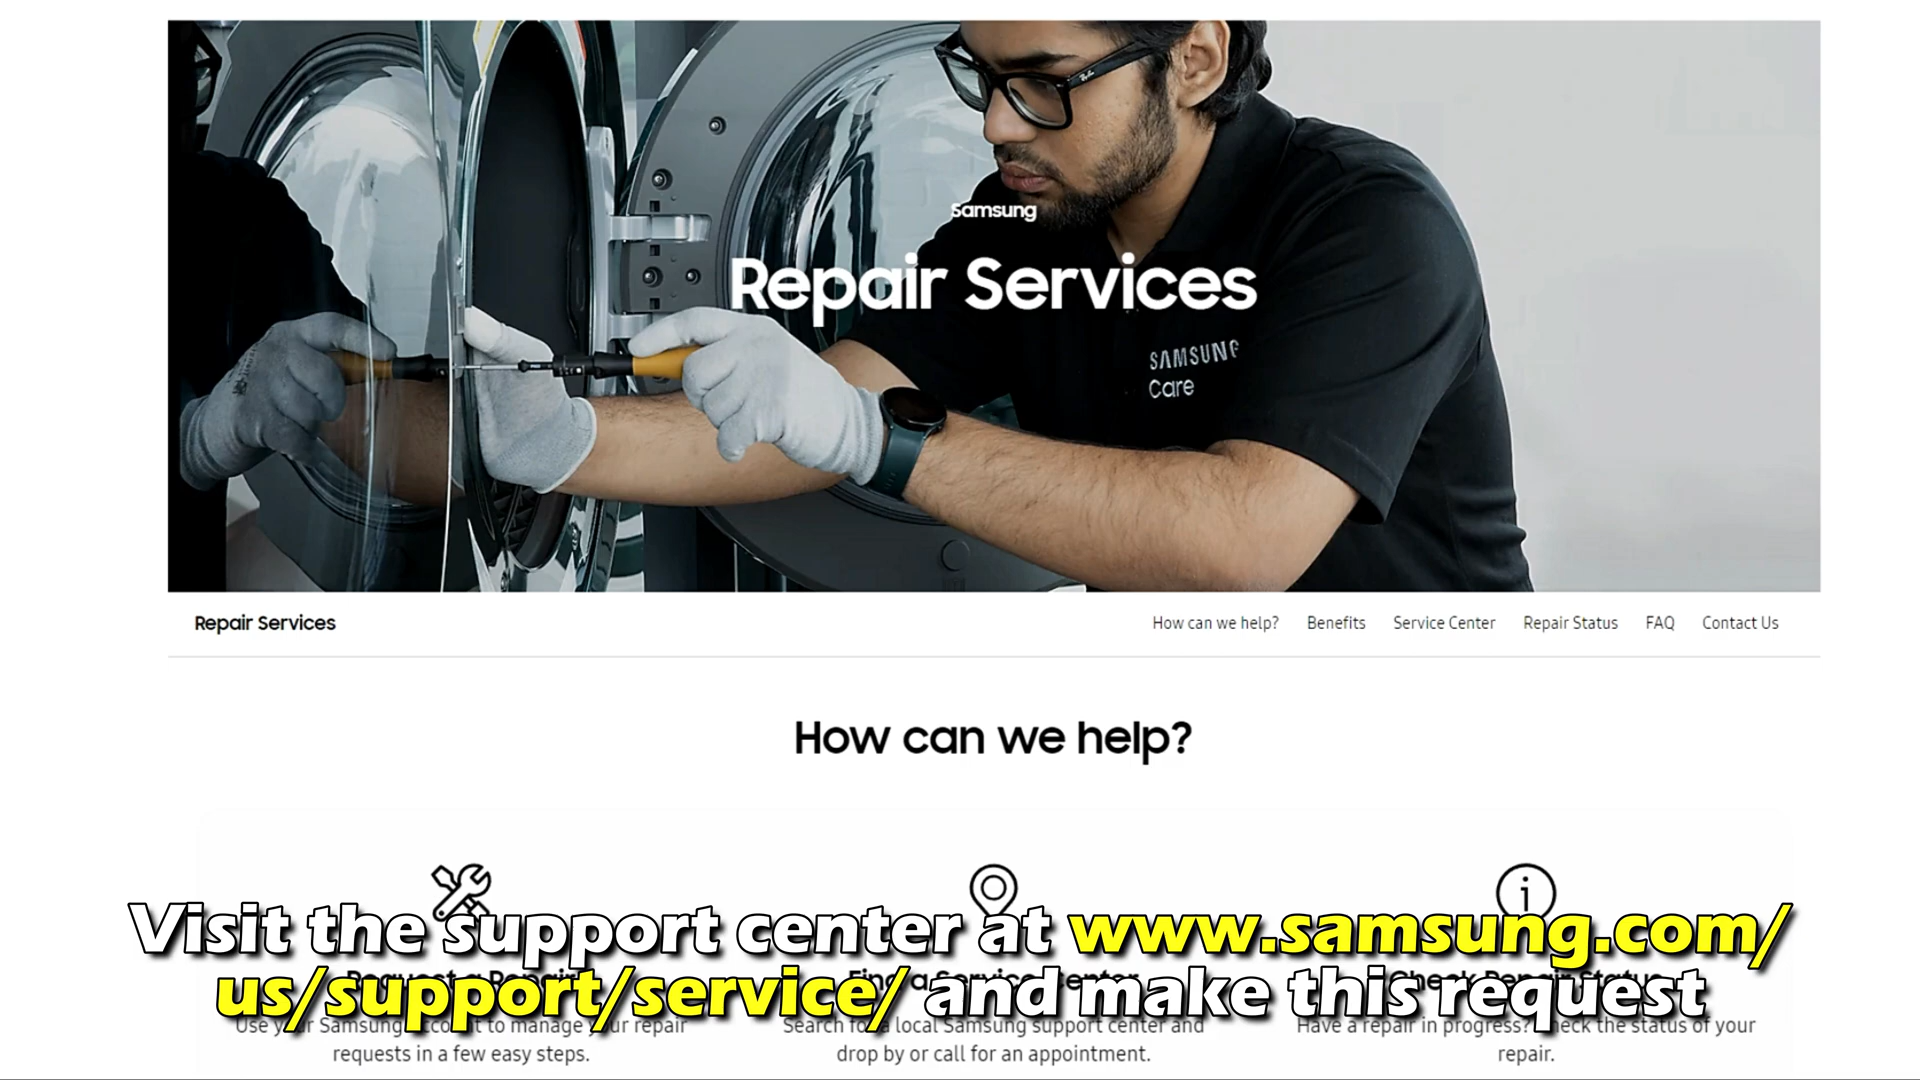 Samsung
Repair Services
SAMSUNG
Care
Ray-Ban
Repair Services
How can we help?
Benefits
Service Center
Repair Status
FAQ
Contact Us
How can we help?
Visit the support center at www.samsung.com/
us/support/service/ and make this request
Request a Repair
Find a Service Center
Check Repair Status
Use your Samsung account to manage your repair
requests in a few easy steps.
Search for a local Samsung support center and
drop by or call for an appointment.
Have a repair in progress? Check the status of your
repair.